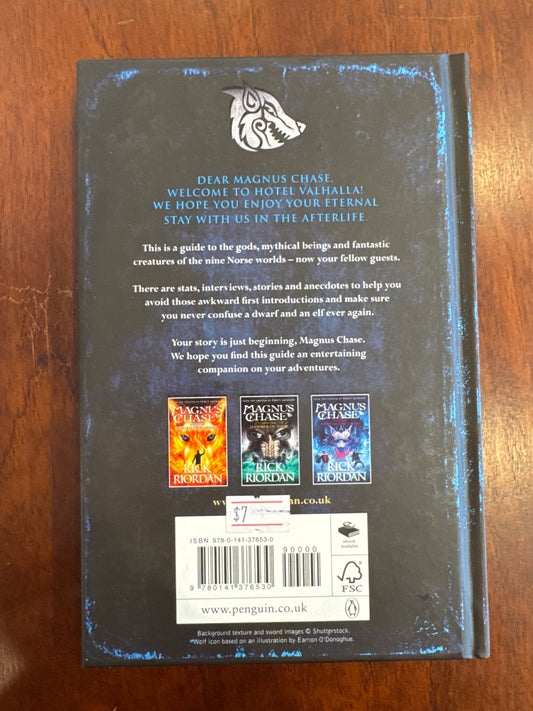 DEAR MAGNUS CHASE,
WELCOME TO HOTEL VALHALLA!
WE HOPE YOU ENJOY YOUR ETERNAL
STAY WITH US IN THE AFTERLIFE.
This is a guide to the gods, mythical beings and fantastic
creatures of the nine Norse worlds – now your fellow guests.
There are stats, interviews, stories and anecdotes to help you
avoid those awkward first introductions and make sure
you never confuse a dwarf and an elf ever again.
Your story is just beginning, Magnus Chase.
We hope you find this guide an entertaining
companion on your adventures.
MAGNUS
CHASE
RICK
RIORDAN
MAGNUS
CHASE
RICK
RIORDAN
MAGNUS
CHASE
RICK
RIORDAN
an.co.uk
$7
ISBN 978-0-141-37653-0
90000
9 780141 376530
ebook
available
FSC
www.penguin.co.uk
Background texture and sword images © Shutterstock.
Wolf Icon based on an illustration by Eamon O'Donoghue.